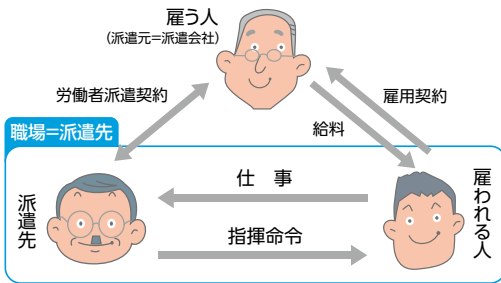 雇う人
(派遣元=派遣会社)
労働者派遣契約
雇用契約
給料
職場=派遣先
仕 事
派遣先
雇われる人
指揮命令